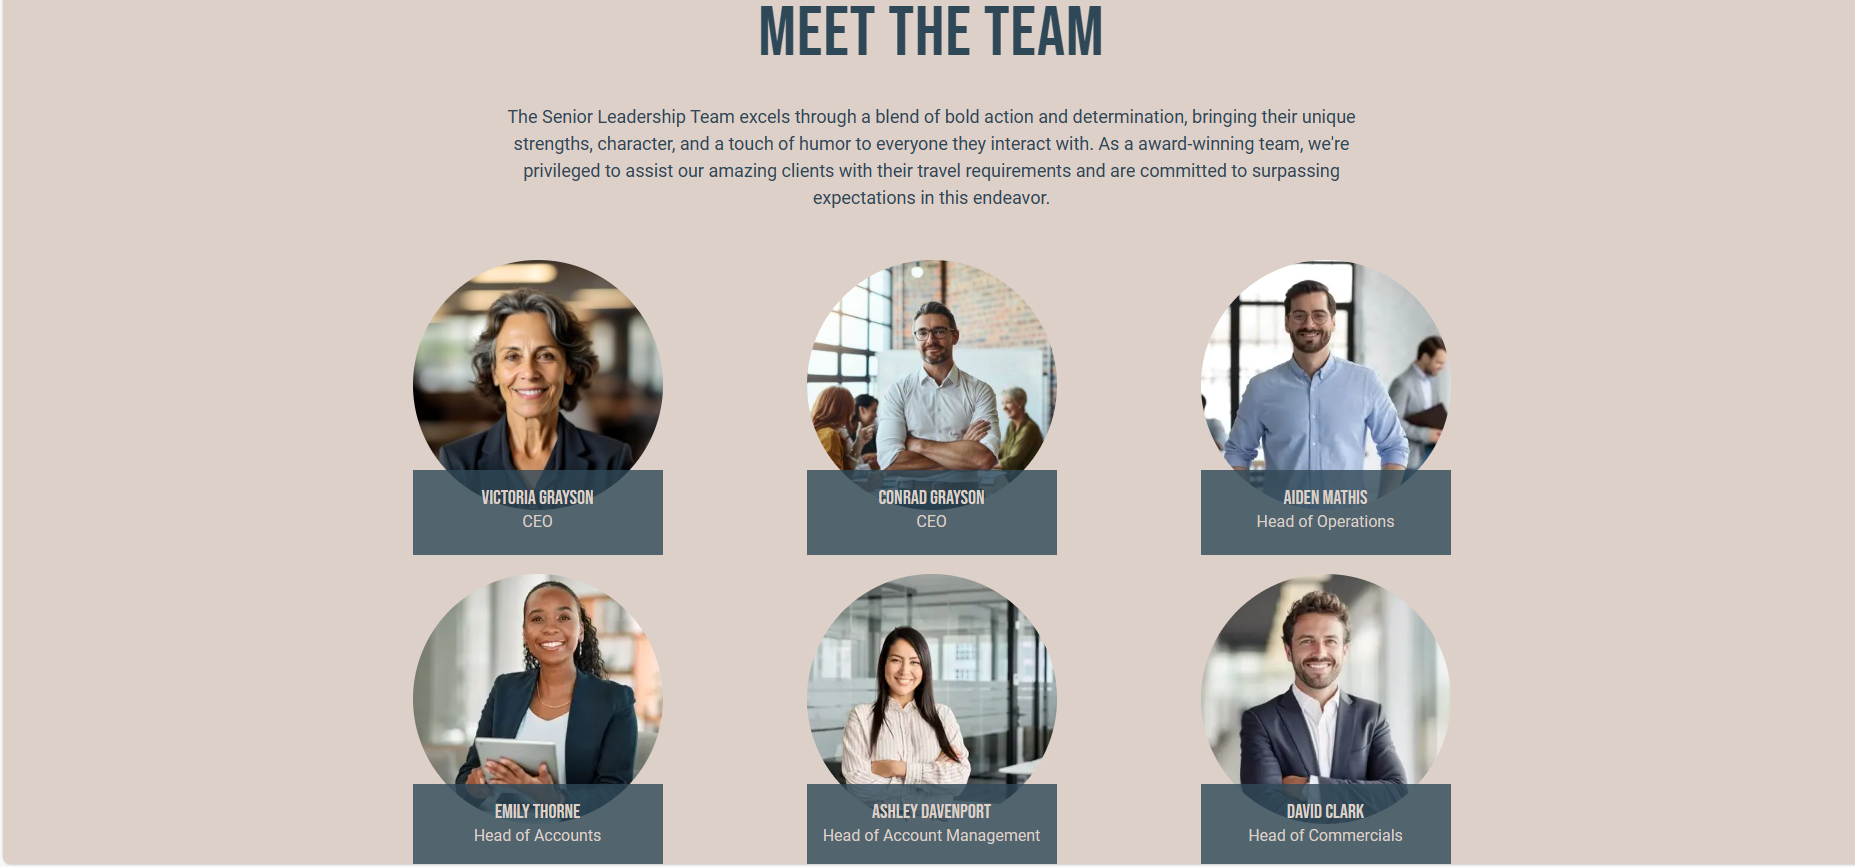 MEET THE TEAM
The Senior Leadership Team excels through a blend of bold action and determination, bringing their unique
strengths, character, and a touch of humor to everyone they interact with. As a award-winning team, we're
privileged to assist our amazing clients with their travel requirements and are committed to surpassing
expectations in this endeavor.
VICTORIA GRAYSON
CEO
CONRAD GRAYSON
CEO
AIDEN MATHIS
Head of Operations
EMILY THORNE
Head of Accounts
ASHLEY DAVENPORT
Head of Account Management
DAVID CLARK
Head of Commercials